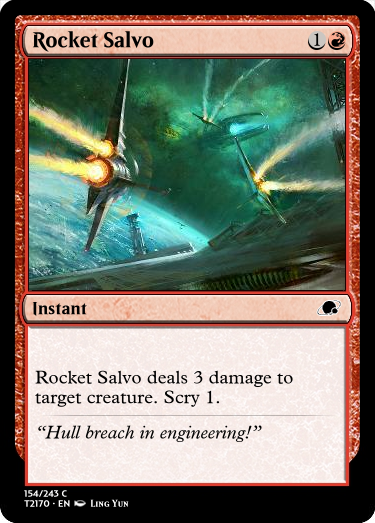 Rocket Salvo 1
Instant
Rocket Salvo deals 3 damage to
target creature. Scry 1.
“Hull breach in engineering!”
154/243 C
T2170 • EN Ling Yun